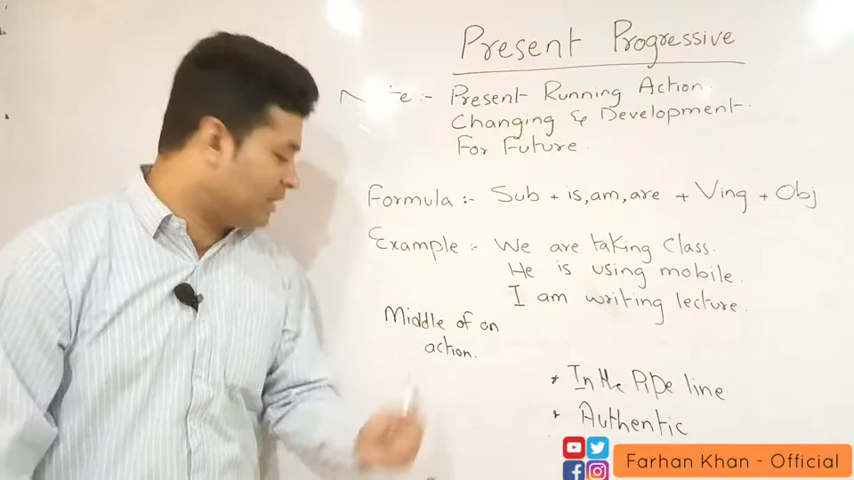 Present Progressive
Note :- Present Running Action.
Changing & Development.
For Future.
Formula :- Sub + is, am, are + Ving + Obj
Example :- We are taking Class.
He is using mobile.
I am writing lecture.
Middle of an
action.
* In the Pipe line
* Authentic
Farhan Khan - Official